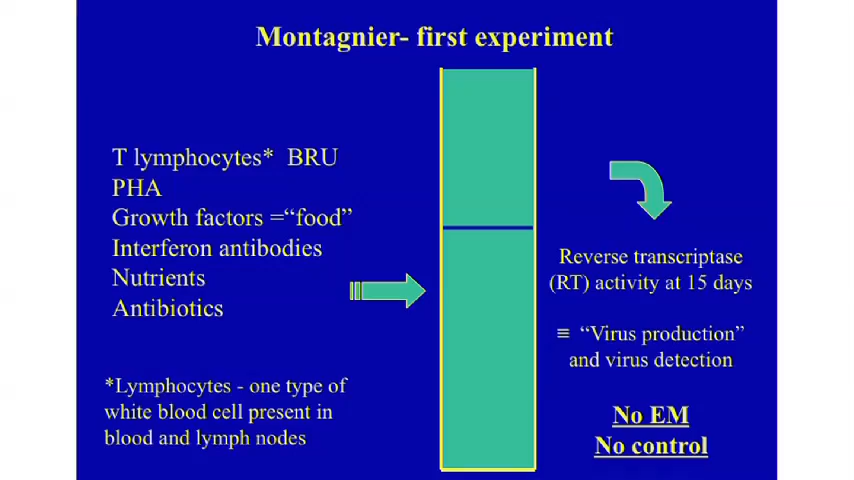 Montagnier- first experiment
T lymphocytes* BRU
PHA
Growth factors =“food”
Interferon antibodies
Nutrients
Antibiotics
*Lymphocytes - one type of
white blood cell present in
blood and lymph nodes
Reverse transcriptase
(RT) activity at 15 days
≡ “Virus production”
and virus detection
No EM
No control